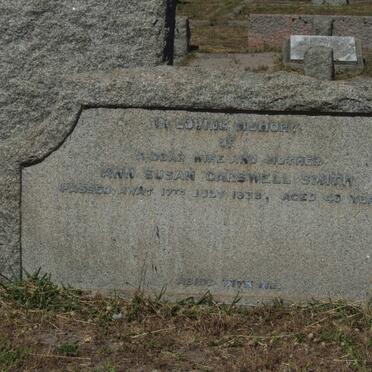 IN LOVING MEMORY
OF
A DEAR WIFE AND MOTHER
ANN SUSAN CARSWELL SMITH
PASSED AWAY 17TH JULY 1938, AGED 45 YE
ABIDE WITH ME.